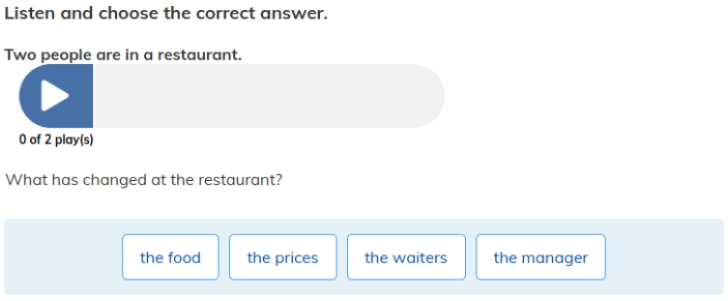 Listen and choose the correct answer.
Two people are in a restaurant.
0 of 2 play(s)
What has changed at the restaurant?
the food the prices the waiters the manager